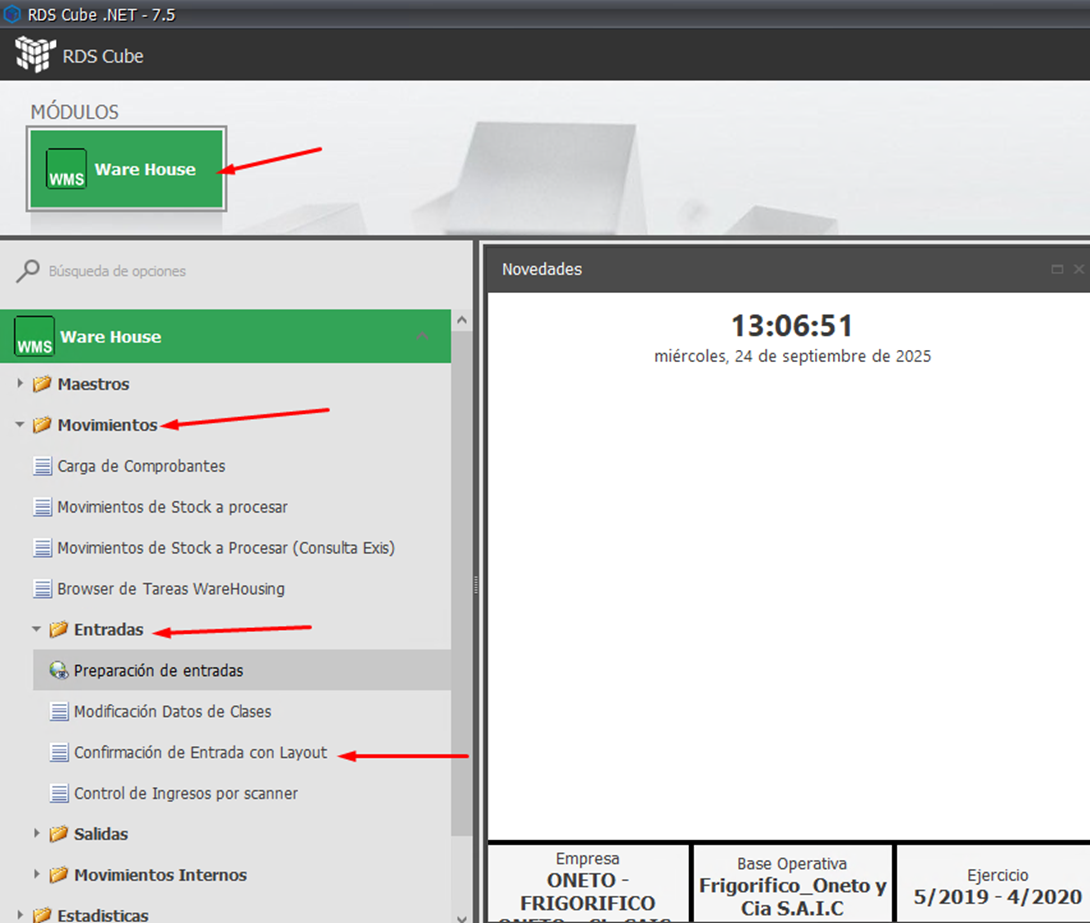 RDS Cube .NET - 7.5
RDS Cube
MÓDULOS
WMS Ware House
Búsqueda de opciones
WMS Ware House
Maestros
Movimientos
Carga de Comprobantes
Movimientos de Stock a procesar
Movimientos de Stock a Procesar (Consulta Exis)
Browser de Tareas WareHousing
Entradas
Preparación de entradas
Modificación Datos de Clases
Confirmación de Entrada con Layout
Control de Ingresos por scanner
Salidas
Movimientos Internos
Estadisticas
Novedades
13:06:51
miércoles, 24 de septiembre de 2025
Empresa
ONETO -
FRIGORIFICO
Base Operativa
Frigorifico_Oneto y
Cia S.A.I.C
Ejercicio
5/2019 - 4/2020